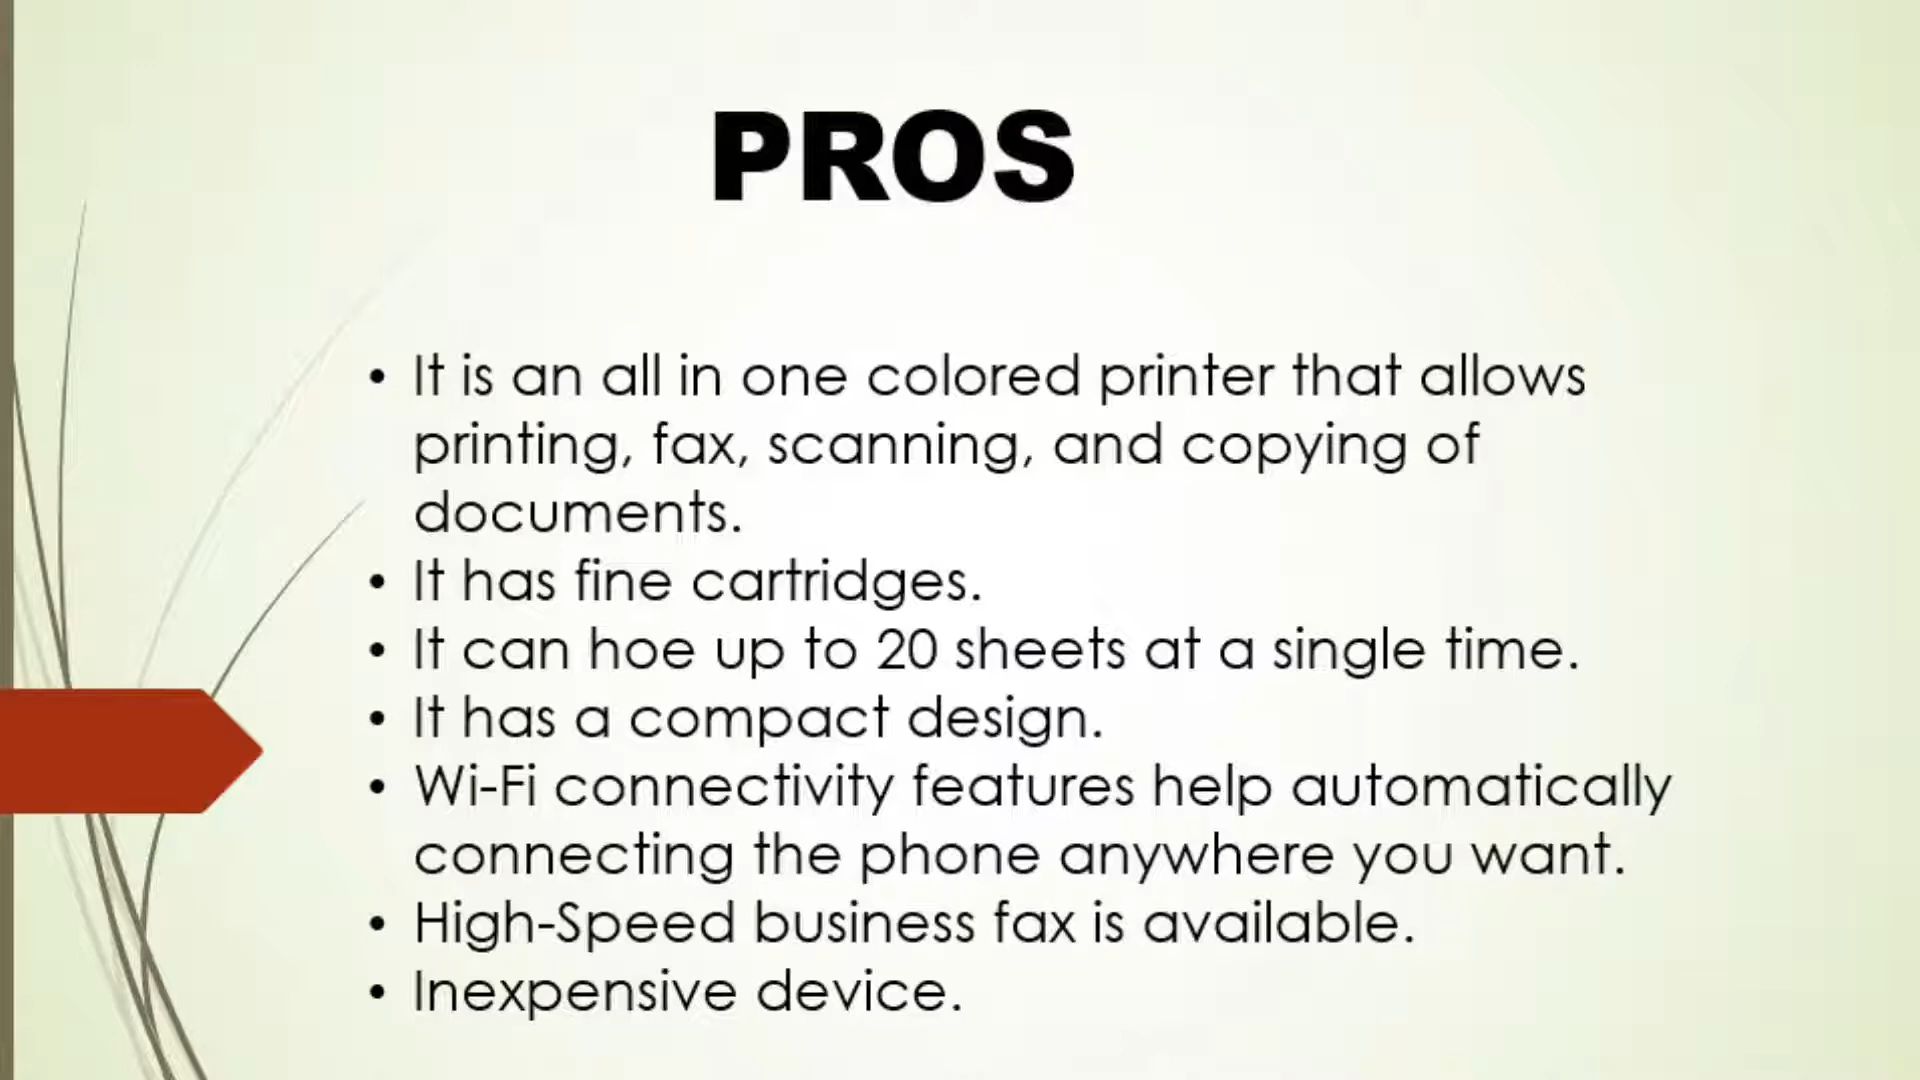 PROS
• It is an all in one colored printer that allows
printing, fax, scanning, and copying of
documents.
• It has fine cartridges.
• It can hoe up to 20 sheets at a single time.
• It has a compact design.
• Wi-Fi connectivity features help automatically
connecting the phone anywhere you want.
• High-Speed business fax is available.
• Inexpensive device.